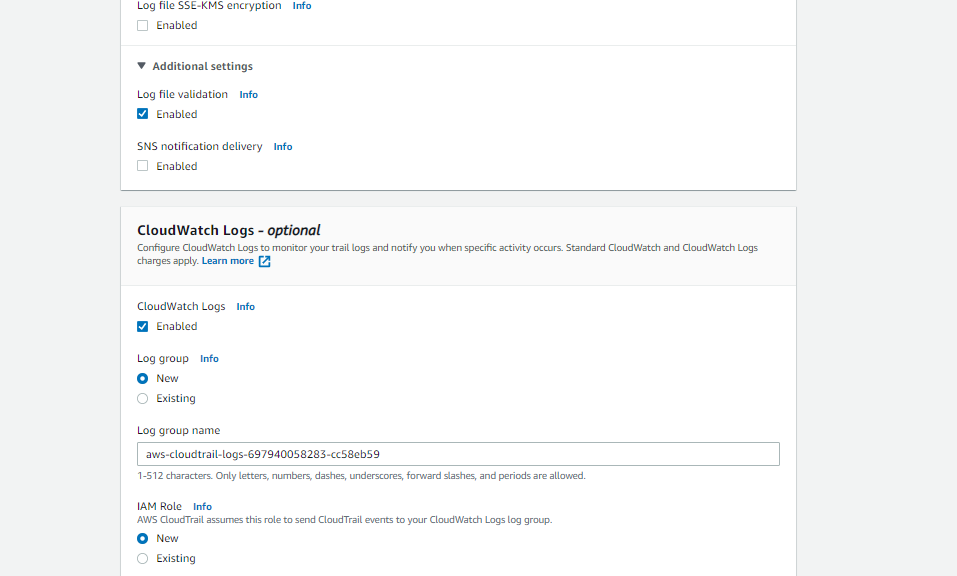 Log file SSE-KMS encryption Info
Enabled
Additional settings
Log file validation Info
Enabled
SNS notification delivery Info
Enabled
CloudWatch Logs - optional
Configure CloudWatch Logs to monitor your trail logs and notify you when specific activity occurs. Standard CloudWatch and CloudWatch Logs
charges apply. Learn more
CloudWatch Logs Info
Enabled
Log group Info
New
Existing
Log group name
aws-cloudtrail-logs-697940058283-cc58eb59
1-512 characters. Only letters, numbers, dashes, underscores, forward slashes, and periods are allowed.
IAM Role Info
AWS CloudTrail assumes this role to send CloudTrail events to your CloudWatch Logs log group.
New
Existing